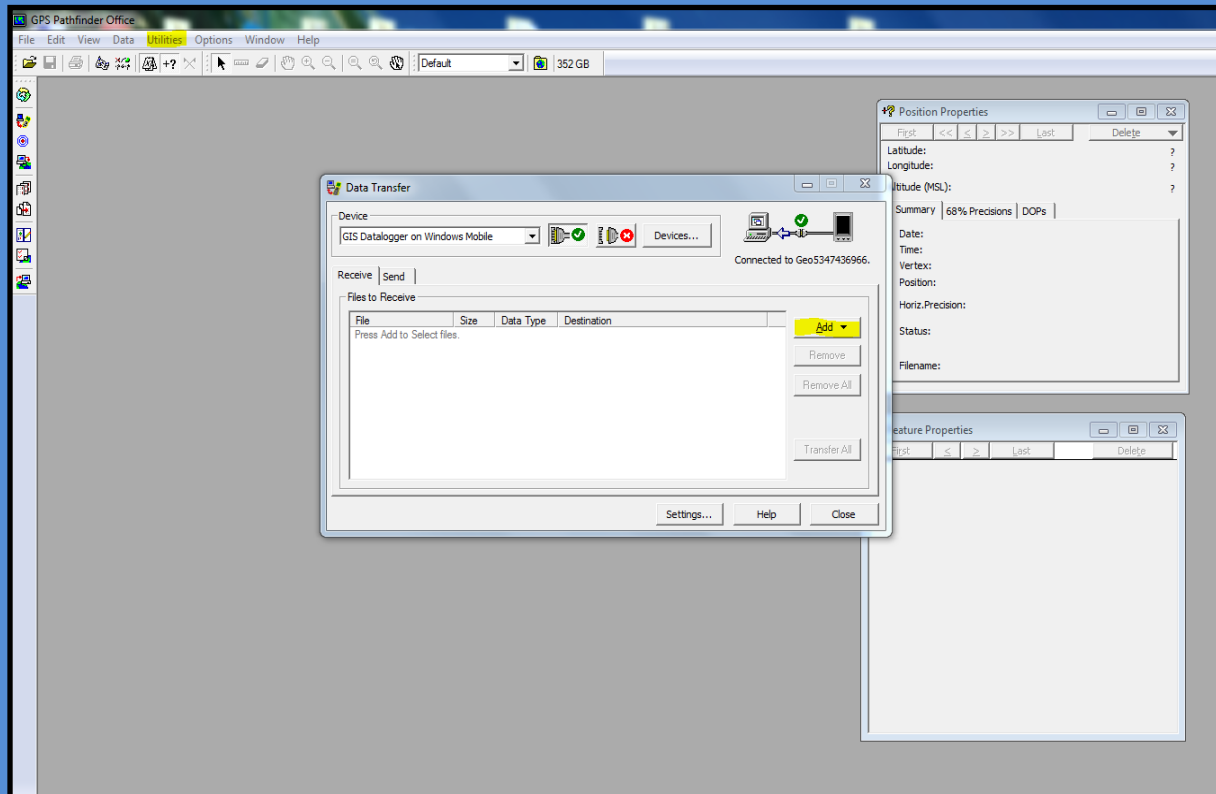 GPS Pathfinder Office
File Edit View Data Utilities Options Window Help
+? Default 352 GB
Position Properties
First << < > >> Last Delete
Latitude: ?
Longitude: ?
ltitude (MSL): ?
Summary 68% Precisions DOPs
Date:
Time:
Vertex:
Position:
Horiz.Precision:
Status:
Filename:
Data Transfer
Device
GIS Datalogger on Windows Mobile Devices...
Connected to Geo5347436966.
Receive Send
Files to Receive
File Size Data Type Destination
Press Add to Select files.
Add
Remove
Remove All
Transfer All
Settings... Help Close
eature Properties
First < > Last Delete